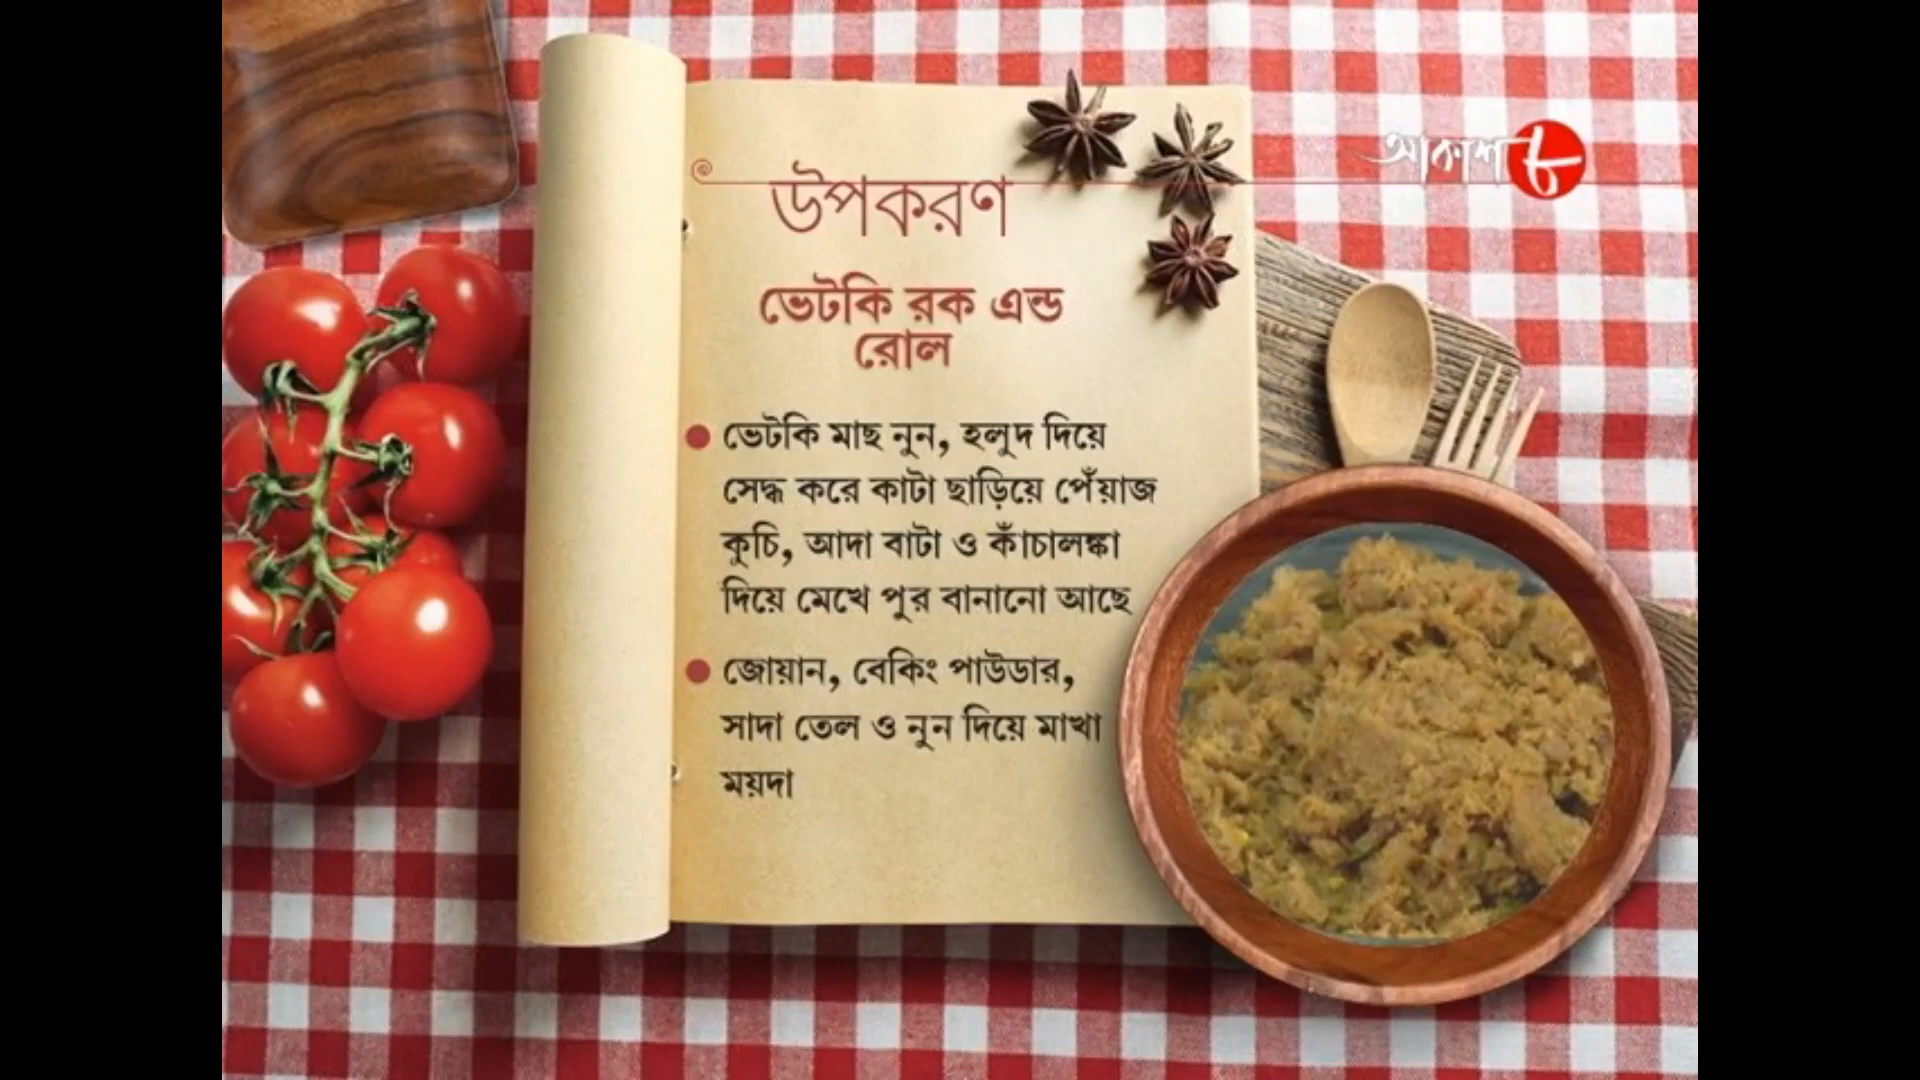 উপকরণ
আকাশ ৮
ভেটকি রক এন্ড
রোল
ভেটকি মাছ নুন, হলুদ দিয়ে
সেদ্ধ করে কাটা ছাড়িয়ে পেঁয়াজ
কুচি, আদা বাটা ও কাঁচালঙ্কা
দিয়ে মেখে পুর বানানো আছে
জোয়ান, বেকিং পাউডার,
সাদা তেল ও নুন দিয়ে মাখা
ময়দা